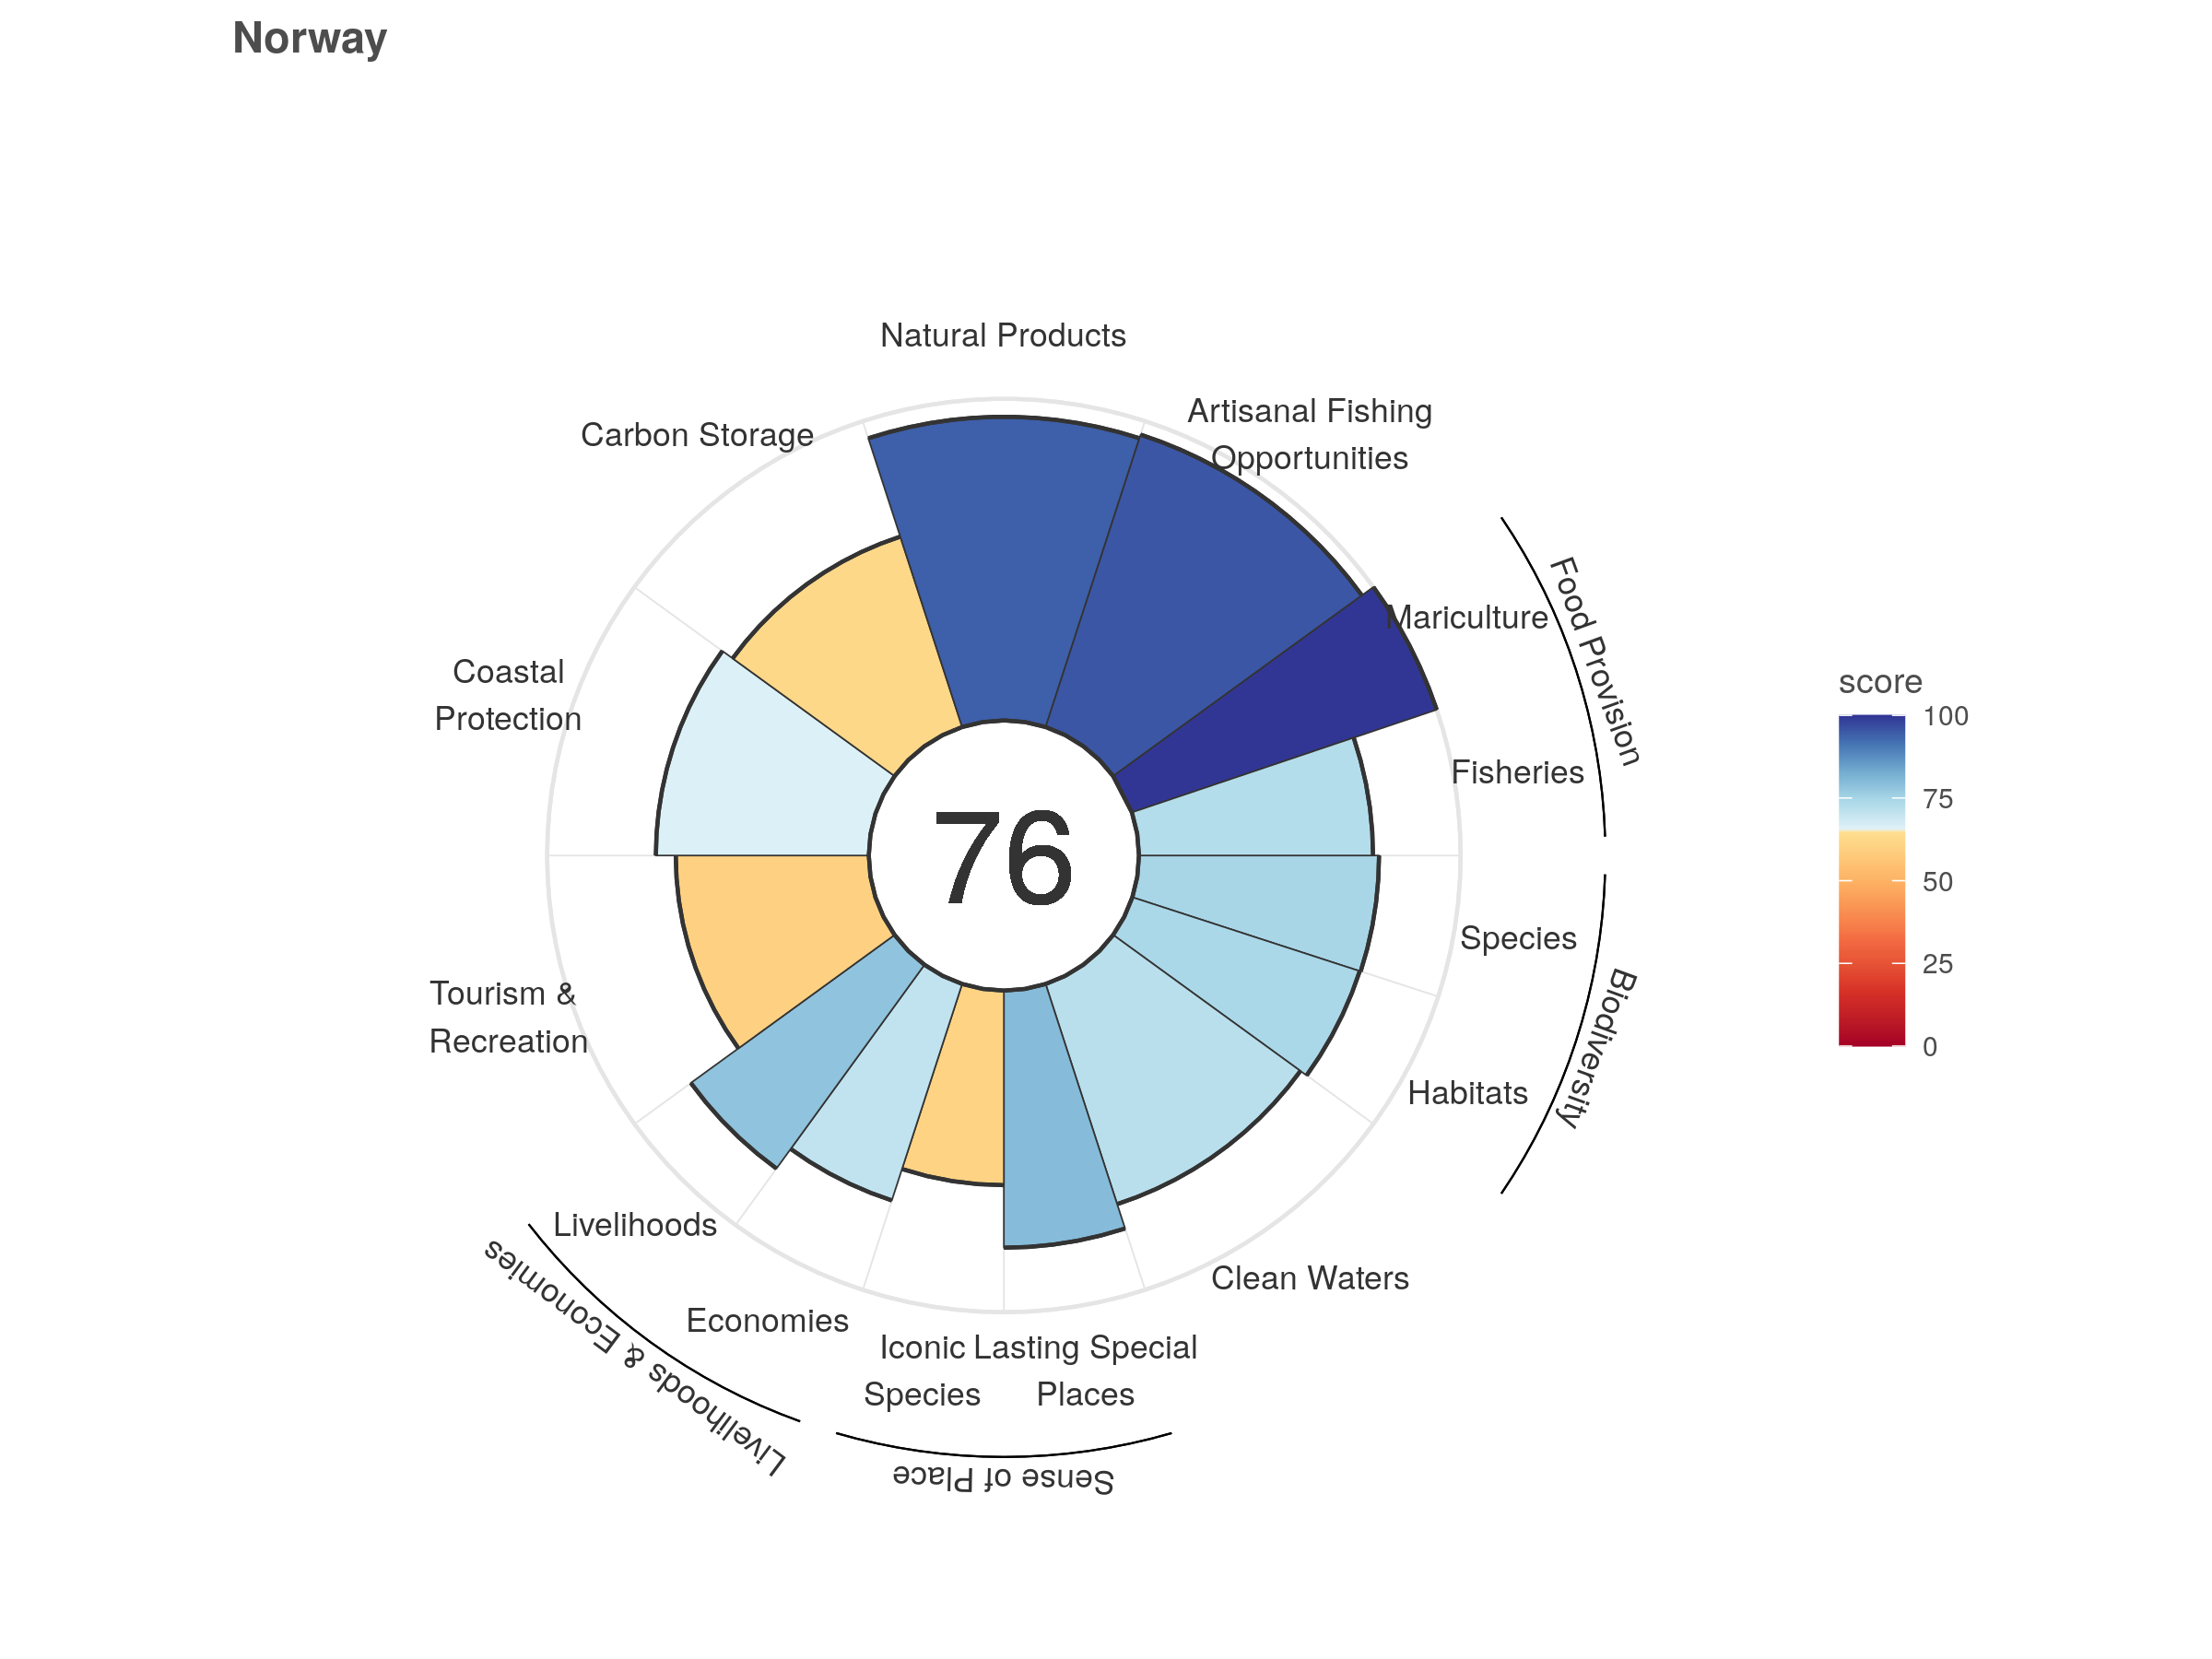 Norway
Natural Products
Artisanal Fishing
Opportunities
Carbon Storage
Mariculture
Food Provision
Coastal
Protection
Fisheries
score
100
75
50
25
0
76
Species
Biodiversity
Tourism &
Recreation
Habitats
Livelihoods
Livelihoods & Economies
Clean Waters
Economies
Iconic
Species
Lasting Special
Places
Sense of Place